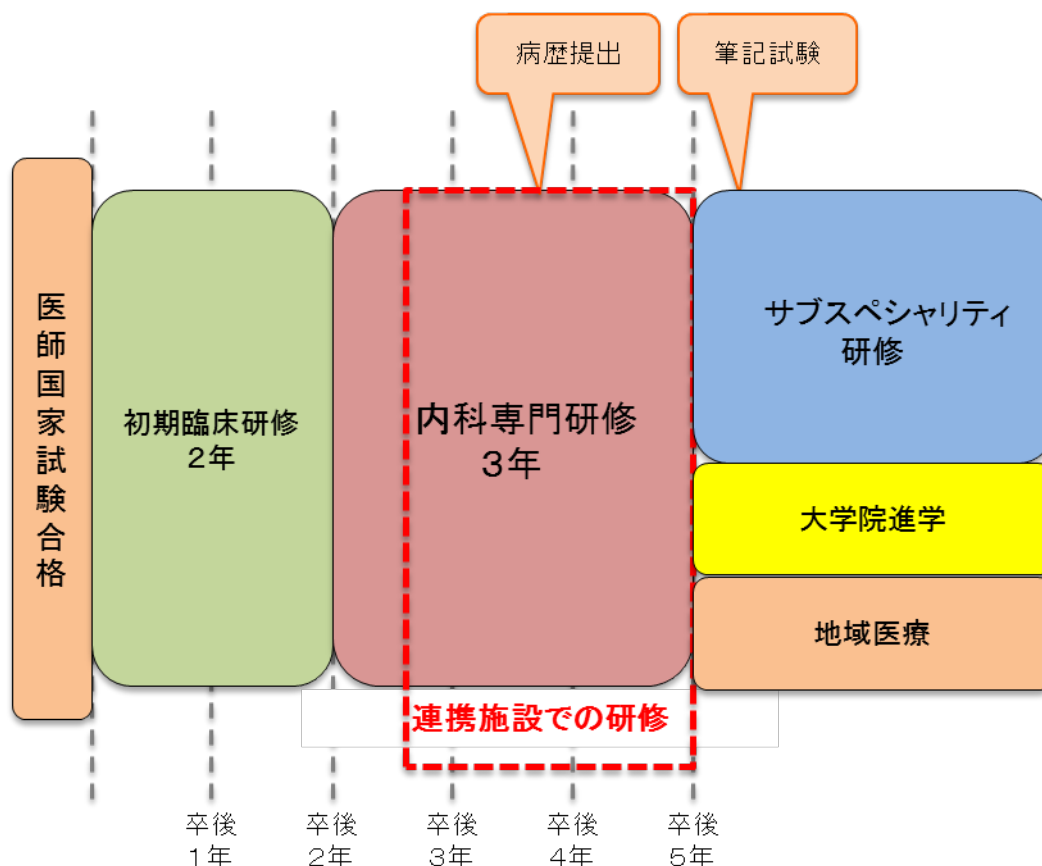 病歴提出
筆記試験
医師国家試験合格
初期臨床研修
2年
内科専門研修
3年
サブスペシャリティ
研修
大学院進学
地域医療
連携施設での研修
卒後
1年
卒後
2年
卒後
3年
卒後
4年
卒後
5年